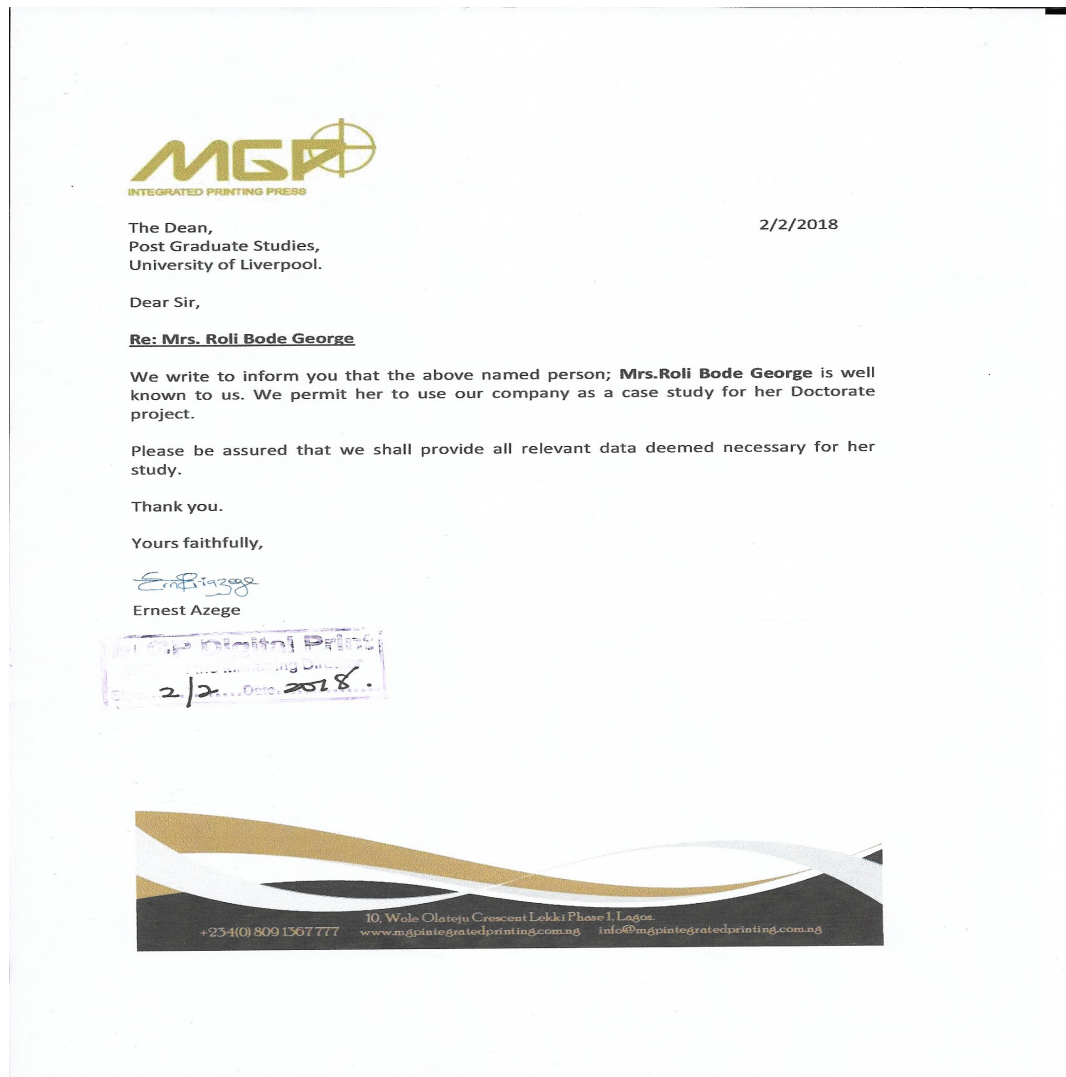 MGP
INTEGRATED PRINTING PRESS
The Dean,
2/2/2018
Post Graduate Studies,
University of Liverpool.
Dear Sir,
Re: Mrs. Roli Bode George
We write to inform you that the above named person; Mrs.Roli Bode George is well
known to us. We permit her to use our company as a case study for her Doctorate
project.
Please be assured that we shall provide all relevant data deemed necessary for her
study.
Thank you.
Yours faithfully,
Ernest Azege
Digital Print
2/2 Date 2018.
10, Wole Olateju Crescent Lekki Phase 1, Lagos.
+234(0) 809 1367 777 www.mgpintegratedprinting.com.ng info@mgpintegratedprinting.com.ng